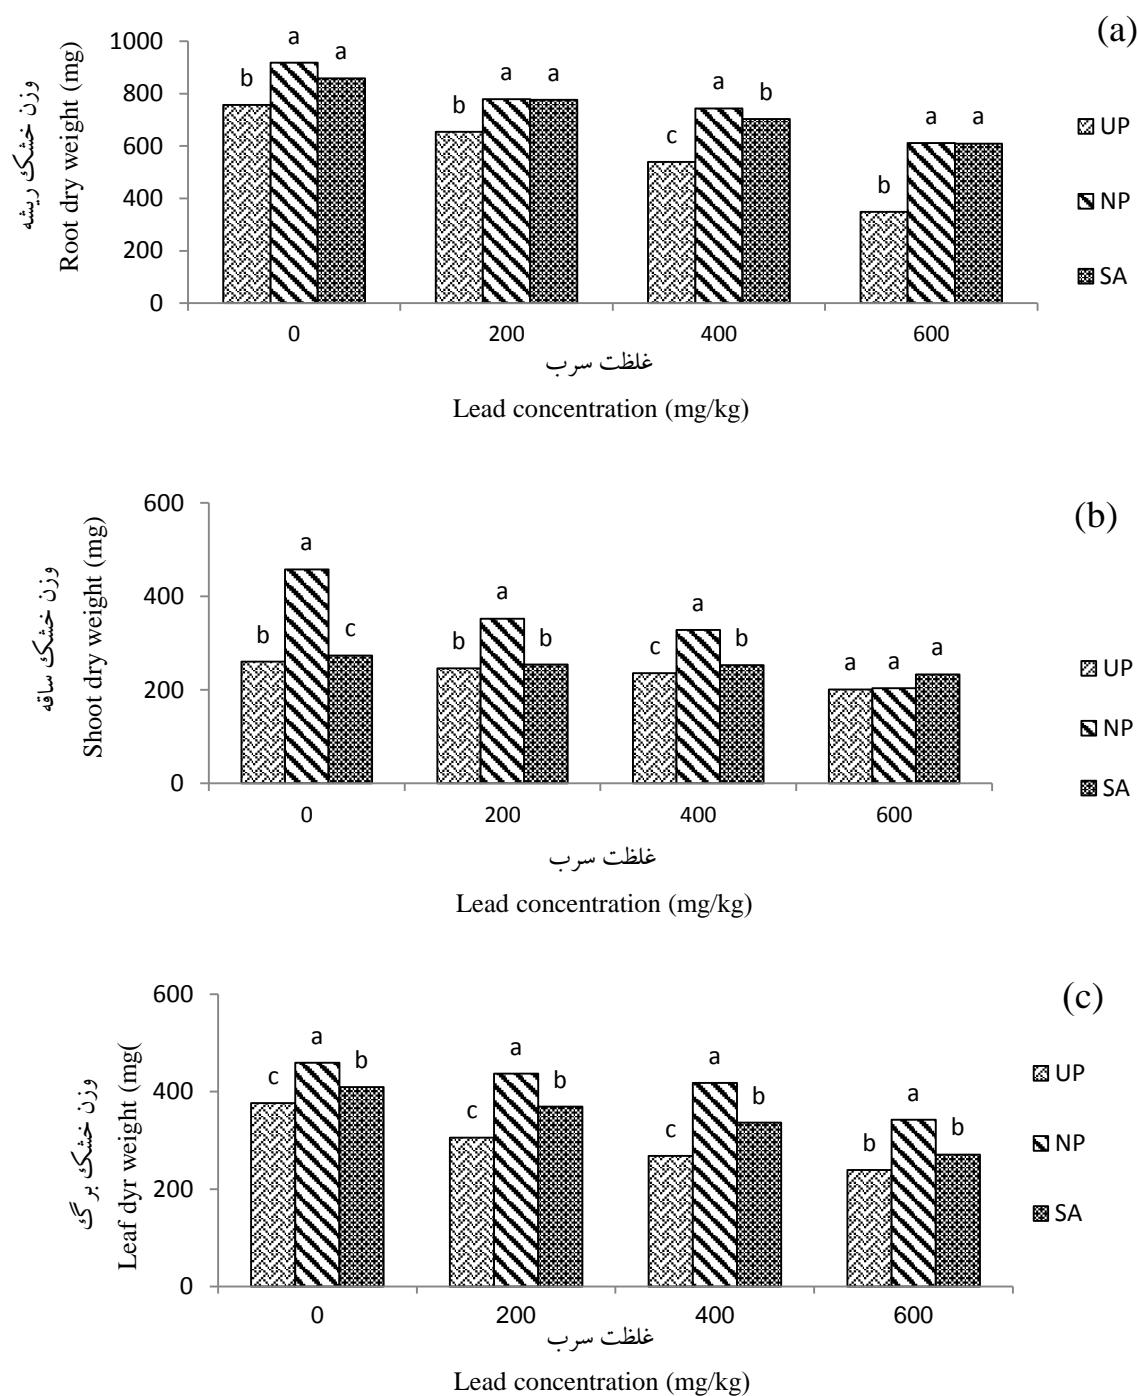 (a)
وزن خشک ریشه
Root dry weight (mg)
1000
800
600
400
200
0
b a a
b a a
c a b
b a a
UP
NP
SA
0 200 400 600
غلظت سرب
Lead concentration (mg/kg)
(b)
وزن خشک ساقه
Shoot dry weight (mg)
600
400
200
0
b a c
b a b
c a b
a a a
UP
NP
SA
0 200 400 600
غلظت سرب
Lead concentration (mg/kg)
(c)
وزن خشک برگ
Leaf dyr weight (mg(
600
400
200
0
c a b
c a b
c a b
b a b
UP
NP
SA
0 200 400 600
غلظت سرب
Lead concentration (mg/kg)